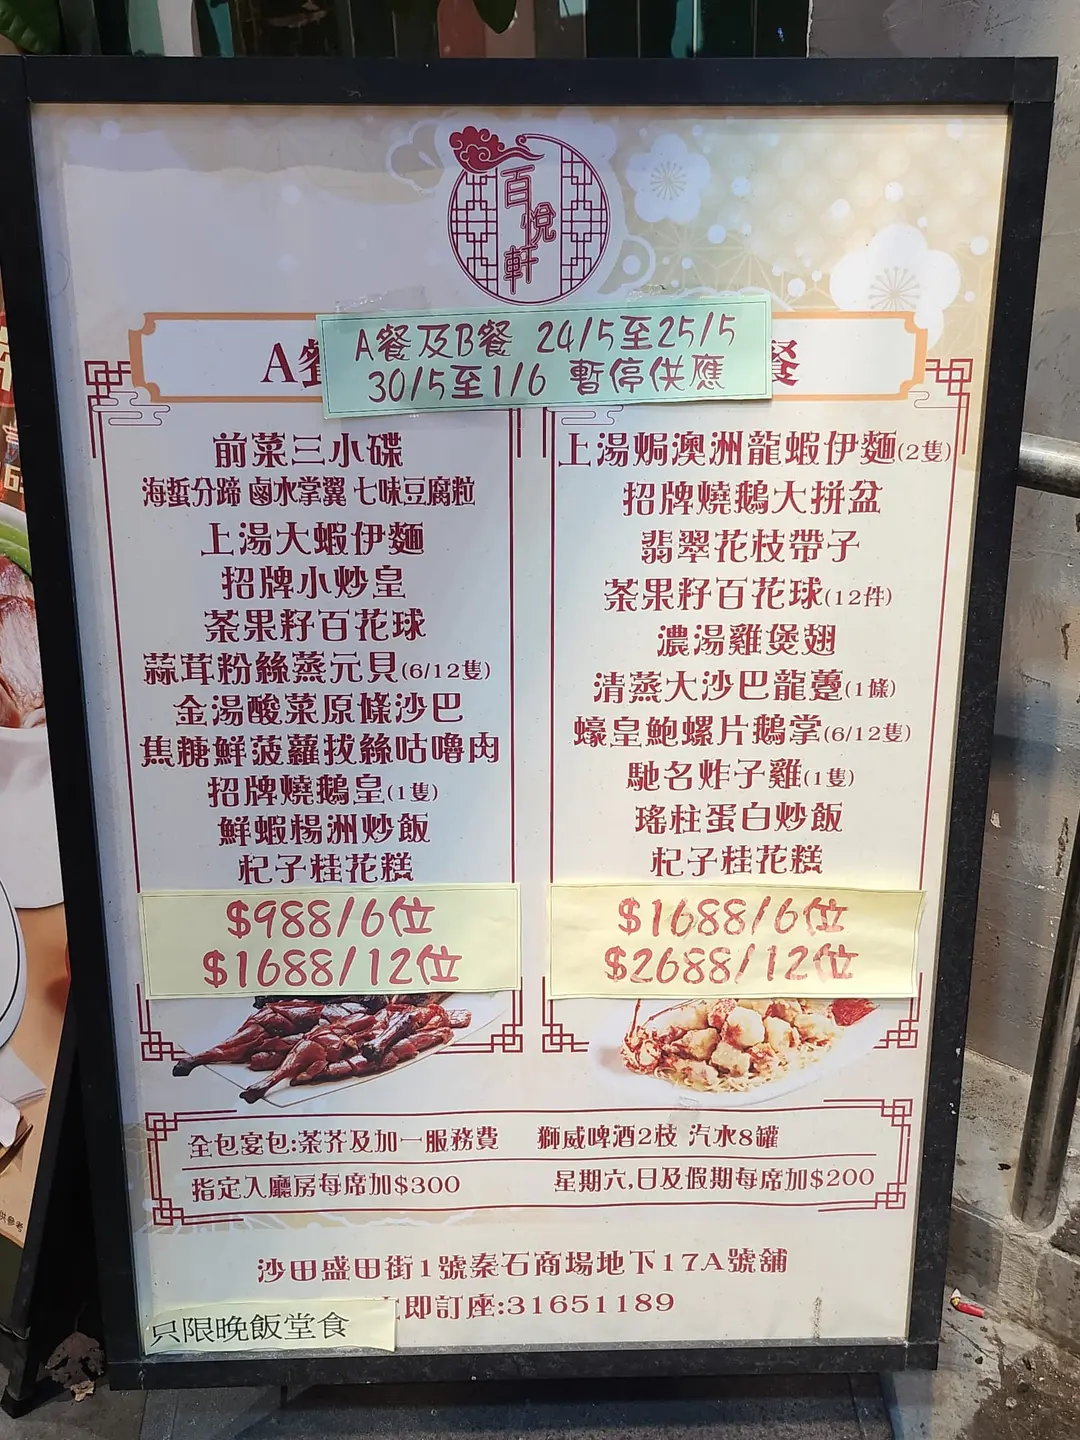 百悅軒
A餐及B餐 24/5至25/5
30/5至1/6 暫停供應
A餐
餐
前菜三小碟
海蜇分蹄 鹵水掌翼 七味豆腐粒
上湯大蝦伊麵
招牌小炒皇
茶果籽百花球
蒜茸粉絲蒸元貝(6/12隻)
金湯酸菜原條沙巴
焦糖鮮菠蘿拔絲咕嚕肉
招牌燒鵝皇(1隻)
鮮蝦楊洲炒飯
杞子桂花糕
$988/6位
$1688/12位
上湯焗澳洲龍蝦伊麵(2隻)
招牌燒鵝大拼盆
翡翠花枝帶子
茶果籽百花球(12件)
濃湯雞煲翅
清蒸大沙巴龍躉(1條)
蠔皇鮑螺片鵝掌(6/12隻)
馳名炸子雞(1隻)
瑤柱蛋白炒飯
杞子桂花糕
$1688/6位
$2688/12位
全包宴包:茶芥及加一服務費 獅威啤酒2枝 汽水8罐
指定入廳房每席加$300 星期六,日及假期每席加$200
沙田盛田街1號秦石商場地下17A號舖
即訂座:31651189
只限晚飯堂食